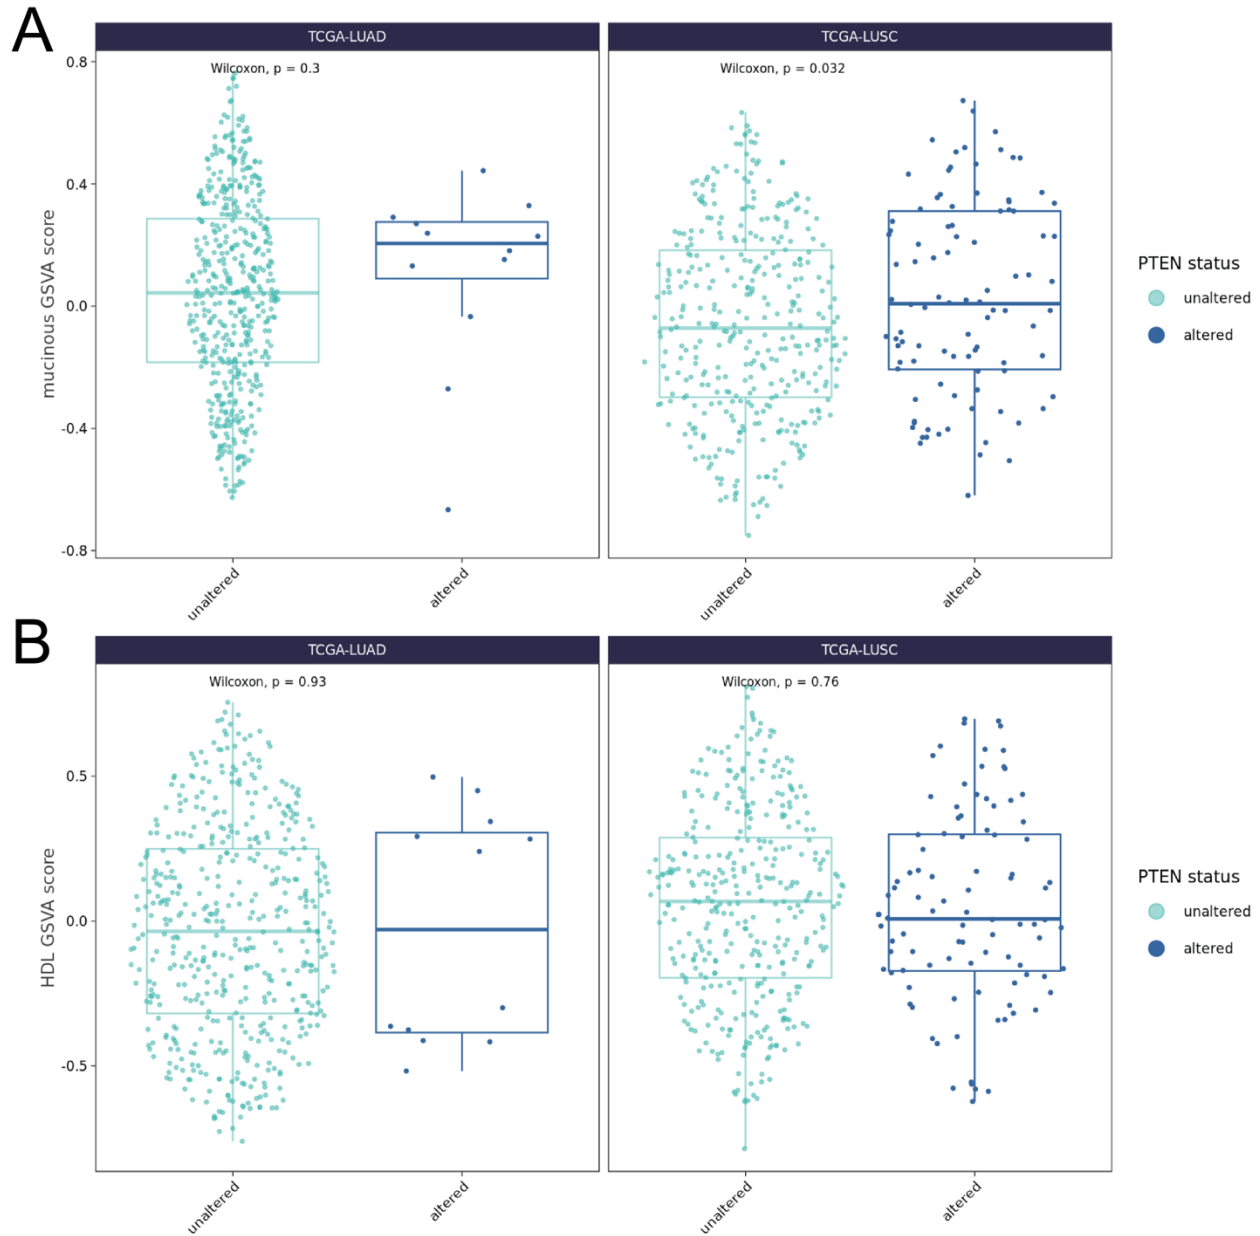 A
TCGA-LUAD
TCGA-LUSC
Wilcoxon, p = 0.3
Wilcoxon, p = 0.032
0.8
0.4
0.0
-0.4
-0.8
mucinous GSVA score
unaltered
altered
unaltered
altered
PTEN status
unaltered
altered
B
TCGA-LUAD
TCGA-LUSC
Wilcoxon, p = 0.93
Wilcoxon, p = 0.76
0.5
0.0
-0.5
HDL GSVA score
unaltered
altered
unaltered
altered
PTEN status
unaltered
altered